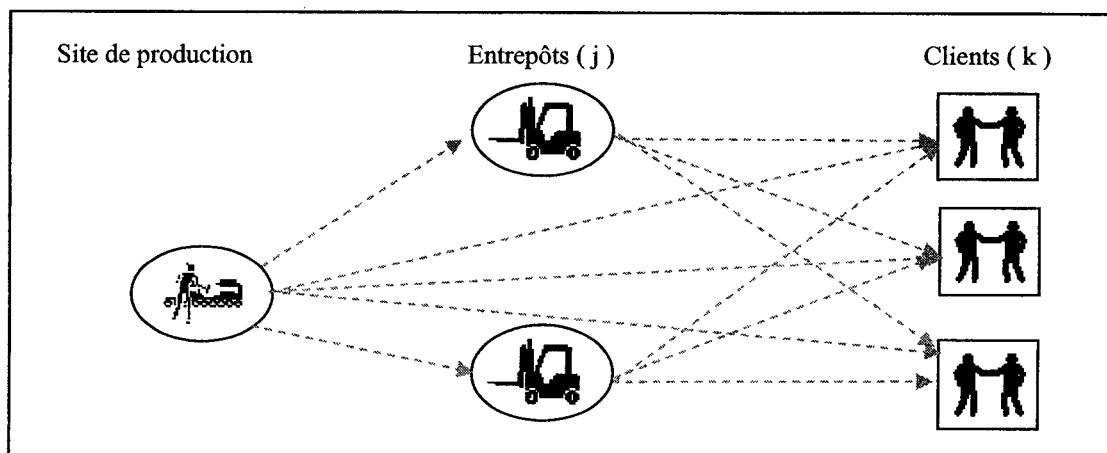 Site de production
Entrepôts ( j )
Clients ( k )